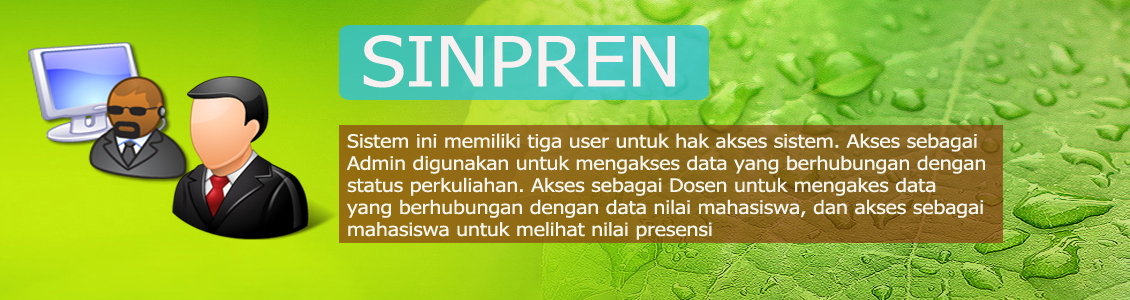 SINPREN
Sistem ini memiliki tiga user untuk hak akses sistem. Akses sebagai
Admin digunakan untuk mengakses data yang berhubungan dengan
status perkuliahan. Akses sebagai Dosen untuk mengakes data
yang berhubungan dengan data nilai mahasiswa, dan akses sebagai
mahasiswa untuk melihat nilai presensi